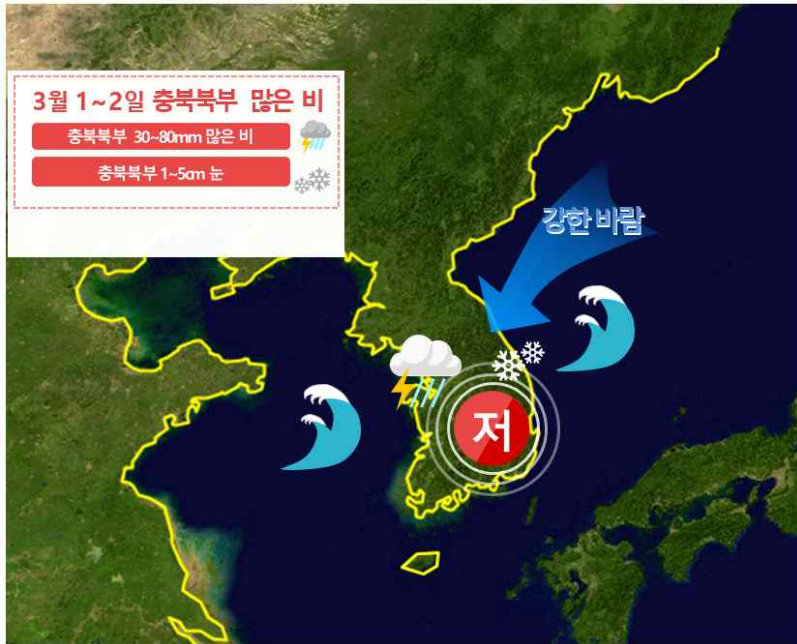 3월 1~2일 충북북부 많은 비
충북북부 30~80mm 많은 비
충북북부 1~5cm 눈
강한 바람
저